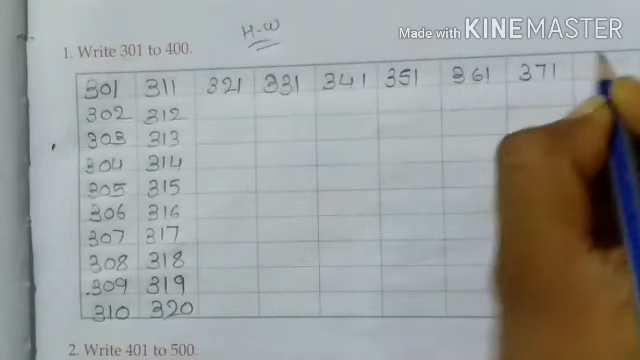 Made with KINEMASTER
H-W
1. Write 301 to 400.
301 311 321 331 341 351 361 371
302 312
303 313
304 314
305 315
306 316
307 317
308 318
309 319
310 320
2. Write 401 to 500.